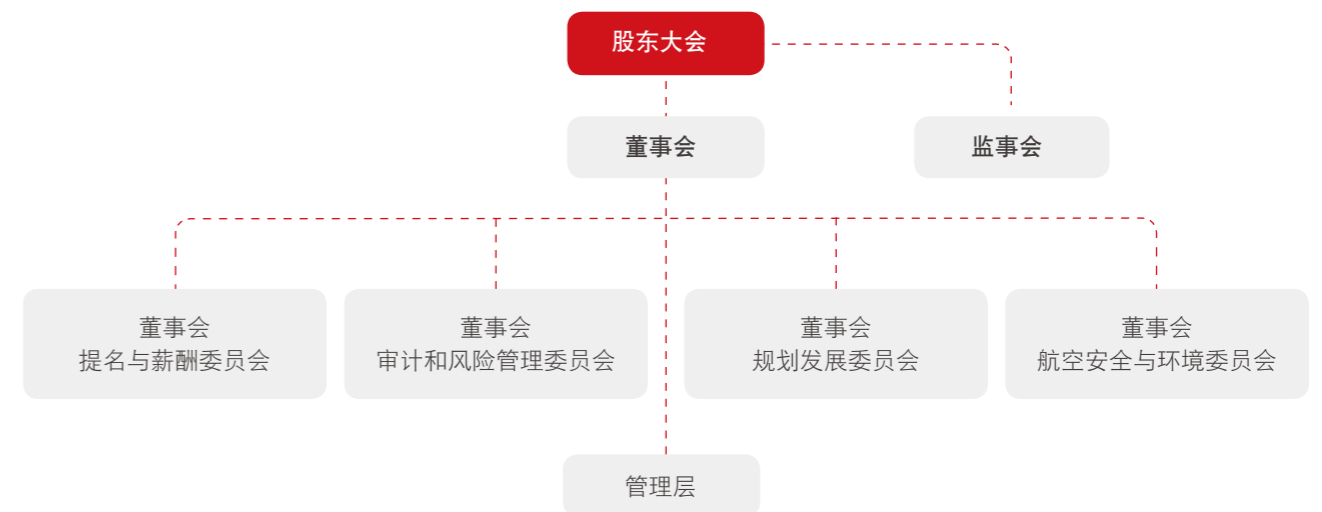 股东大会
董事会
监事会
董事会
提名与薪酬委员会
董事会
审计和风险管理委员会
董事会
规划发展委员会
董事会
航空安全与环境委员会
管理层